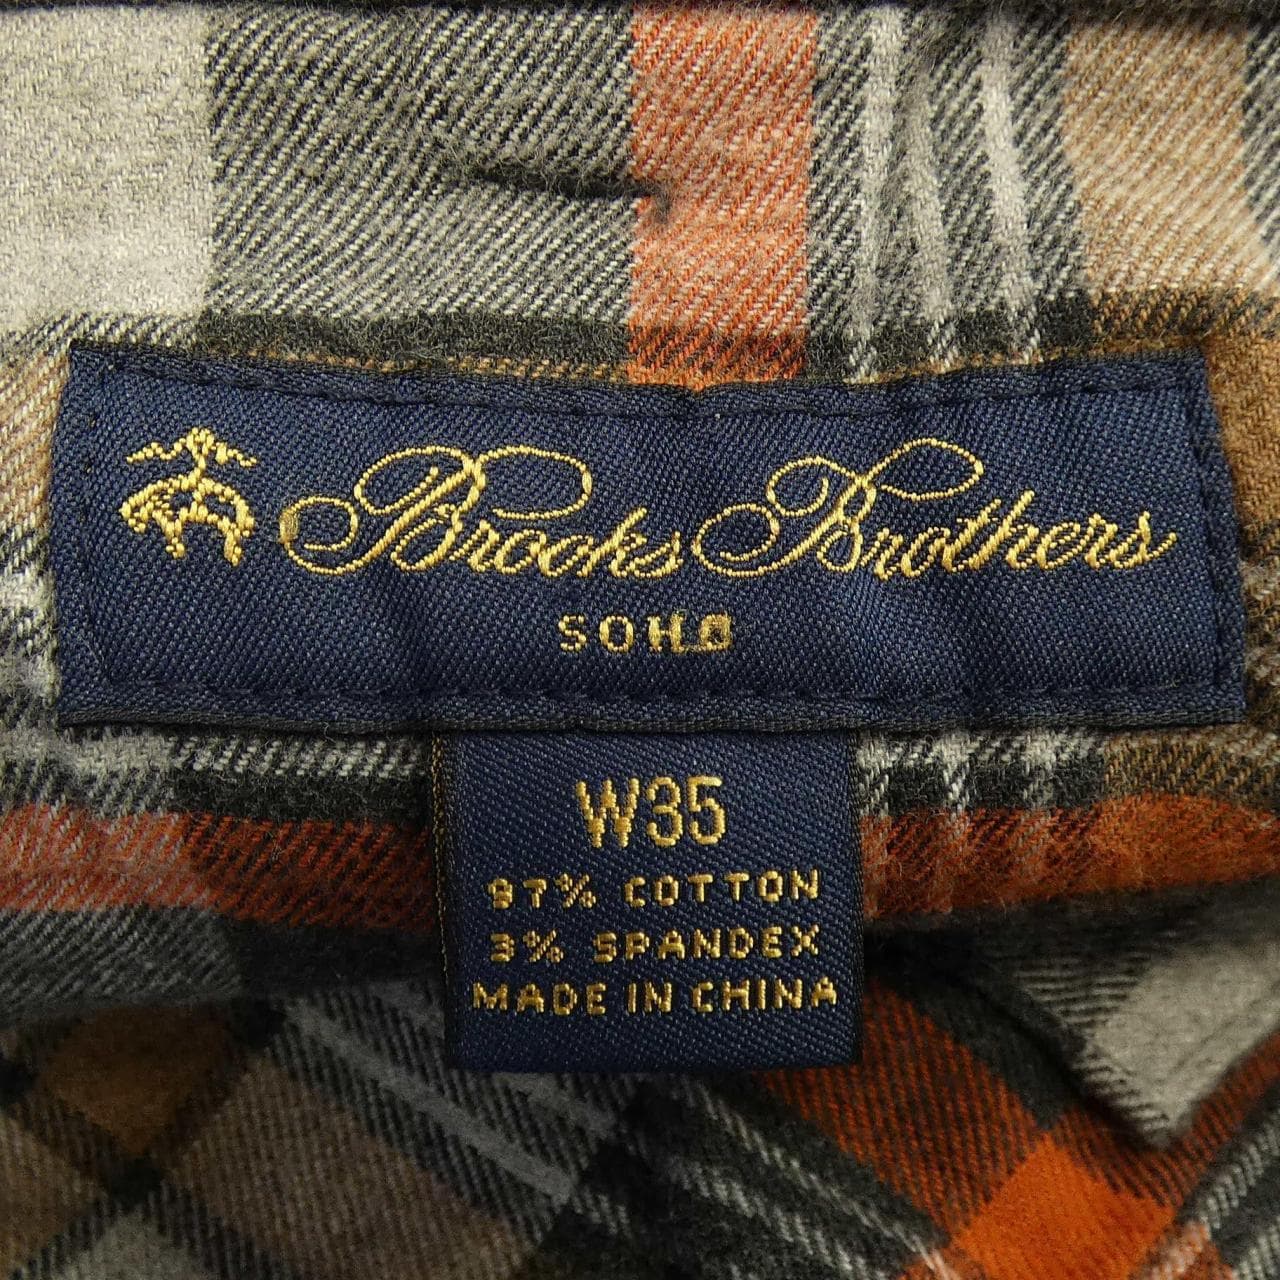 Brooks Brothers
SOHO
W35
97% COTTON
3% SPANDEX
MADE IN CHINA